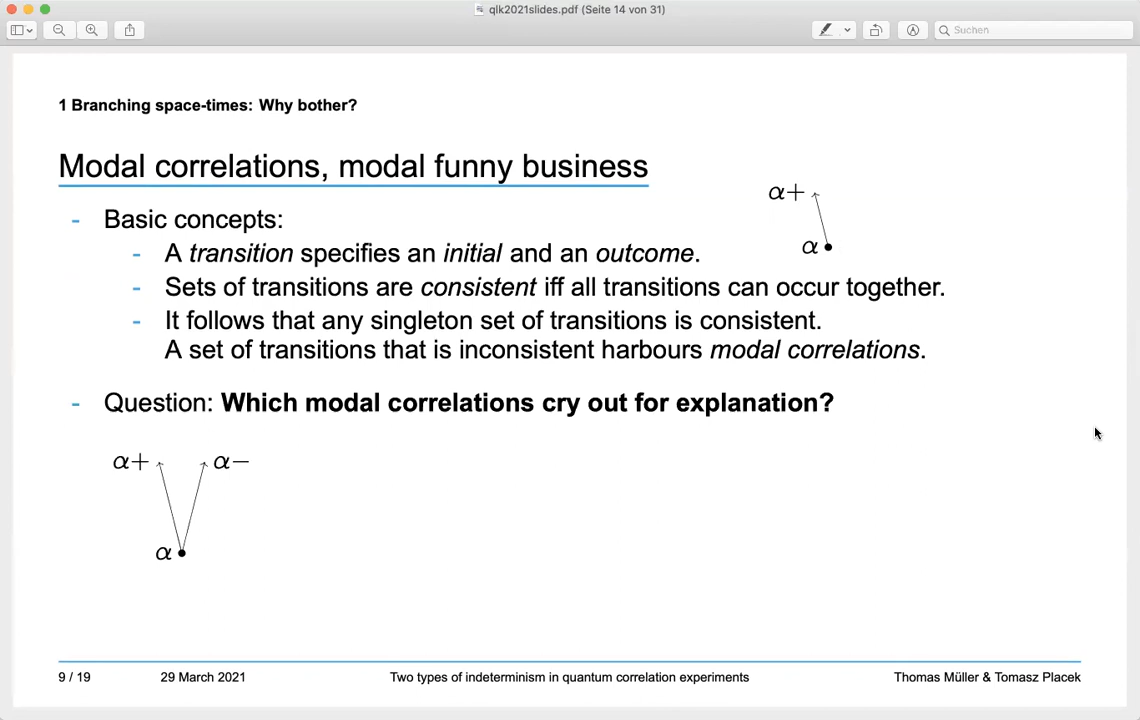 qlk2021slides.pdf (Seite 14 von 31)
Suchen
1 Branching space-times: Why bother?
Modal correlations, modal funny business
α+
- Basic concepts:
- A transition specifies an initial and an outcome.
α
- Sets of transitions are consistent iff all transitions can occur together.
- It follows that any singleton set of transitions is consistent.
A set of transitions that is inconsistent harbours modal correlations.
- Question: Which modal correlations cry out for explanation?
α+ α−
α
9 / 19 29 March 2021 Two types of indeterminism in quantum correlation experiments Thomas Müller & Tomasz Placek